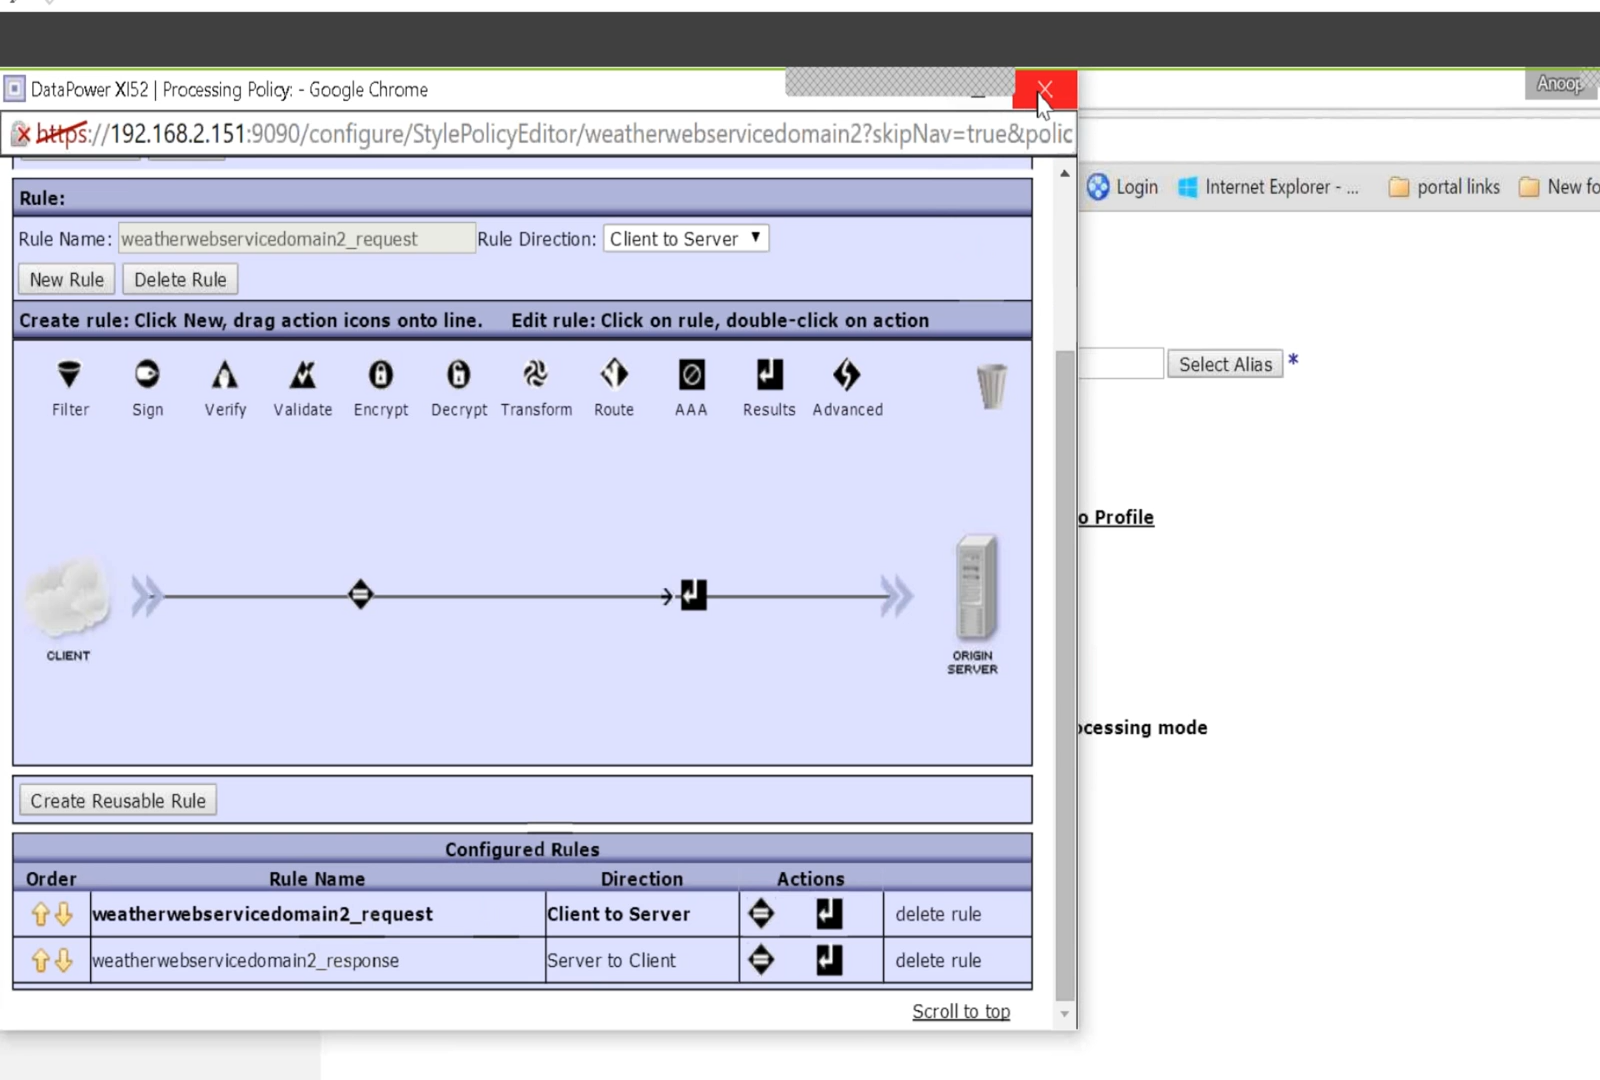 DataPower XI52 | Processing Policy: - Google Chrome
Anoop
https://192.168.2.151:9090/configure/StylePolicyEditor/weatherwebservicedomain2?skipNav=true&polic
Login Internet Explorer - ... portal links New fo
Rule:
Rule Name: weatherwebservicedomain2_request Rule Direction: Client to Server
New Rule Delete Rule
Create rule: Click New, drag action icons onto line. Edit rule: Click on rule, double-click on action
Select Alias *
Filter Sign Verify Validate Encrypt Decrypt Transform Route AAA Results Advanced
o Profile
CLIENT
ORIGIN
SERVER
ocessing mode
Create Reusable Rule
Configured Rules
Order Rule Name Direction Actions
weatherwebservicedomain2_request Client to Server delete rule
weatherwebservicedomain2_response Server to Client delete rule
Scroll to top